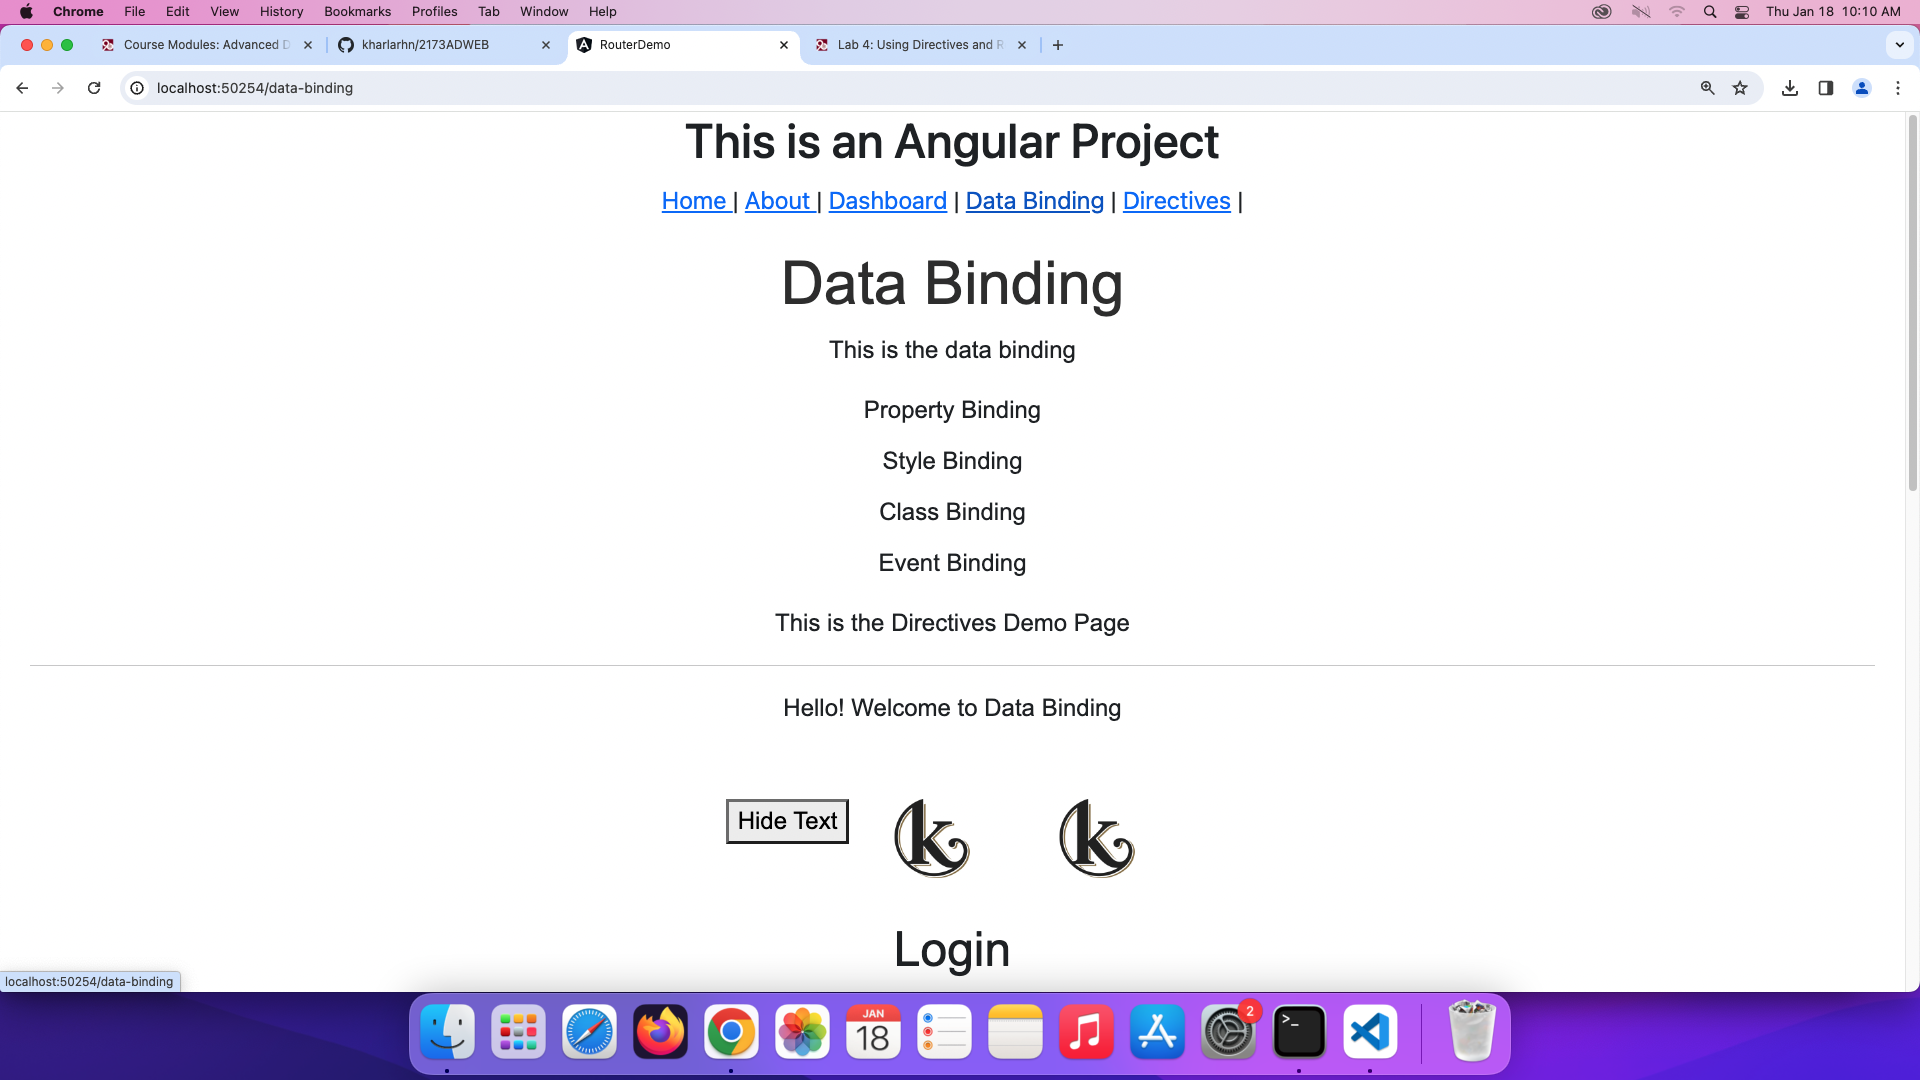 Chrome File Edit View History Bookmarks Profiles Tab Window Help Thu Jan 18 10:10 AM
Course Modules: Advanced D kharlarhn/2173ADWEB RouterDemo Lab 4: Using Directives and R
localhost:50254/data-binding
This is an Angular Project
Home | About | Dashboard | Data Binding | Directives |
Data Binding
This is the data binding
Property Binding
Style Binding
Class Binding
Event Binding
This is the Directives Demo Page
Hello! Welcome to Data Binding
Hide Text k k
Login
localhost:50254/data-binding
JAN
18
2
>_